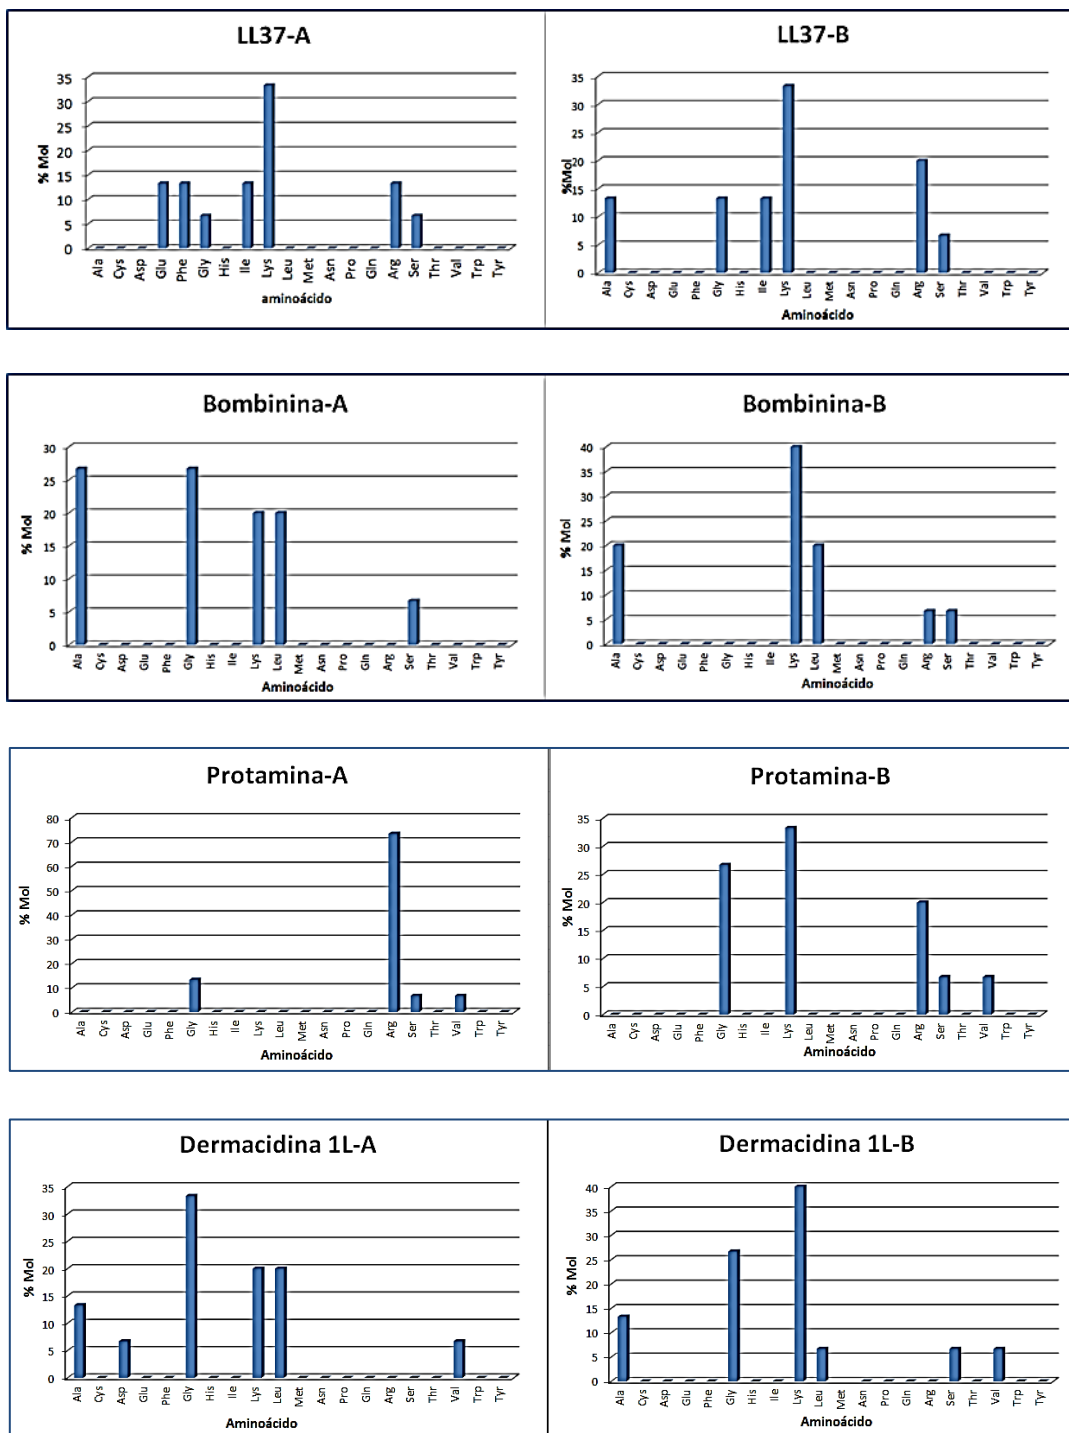 LL37-A
35
30
25
20
15
10
5
0
% Mol
Ala Cys Asp Glu Phe Gly His Ile Lys Leu Met Asn Pro Gln Arg Ser Thr Val Trp Tyr
aminoácido
LL37-B
35
30
25
20
15
10
5
0
%Mol
Ala Cys Asp Glu Phe Gly His Ile Lys Leu Met Asn Pro Gln Arg Ser Thr Val Trp Tyr
Aminoácido
Bombinina-A
30
25
20
15
10
5
0
% Mol
Ala Cys Asp Glu Phe Gly His Ile Lys Leu Met Asn Pro Gln Arg Ser Thr Val Trp Tyr
Aminoácido
Bombinina-B
40
35
30
25
20
15
10
5
0
% Mol
Ala Cys Asp Glu Phe Gly His Ile Lys Leu Met Asn Pro Gln Arg Ser Thr Val Trp Tyr
Aminoácido
Protamina-A
80
70
60
50
40
30
20
10
0
% Mol
Ala Cys Asp Glu Phe Gly His Ile Lys Leu Met Asn Pro Gln Arg Ser Thr Val Trp Tyr
Aminoácido
Protamina-B
35
30
25
20
15
10
5
0
% Mol
Ala Cys Asp Glu Phe Gly His Ile Lys Leu Met Asn Pro Gln Arg Ser Thr Val Trp Tyr
Aminoácido
Dermacidina 1L-A
35
30
25
20
15
10
5
0
% Mol
Ala Cys Asp Glu Phe Gly His Ile Lys Leu Met Asn Pro Gln Arg Ser Thr Val Trp Tyr
Aminoácido
Dermacidina 1L-B
40
35
30
25
20
15
10
5
0
% Mol
Ala Cys Asp Glu Phe Gly His Ile Lys Leu Met Asn Pro Gln Arg Ser Val Thr Trp Tyr
Aminoácido